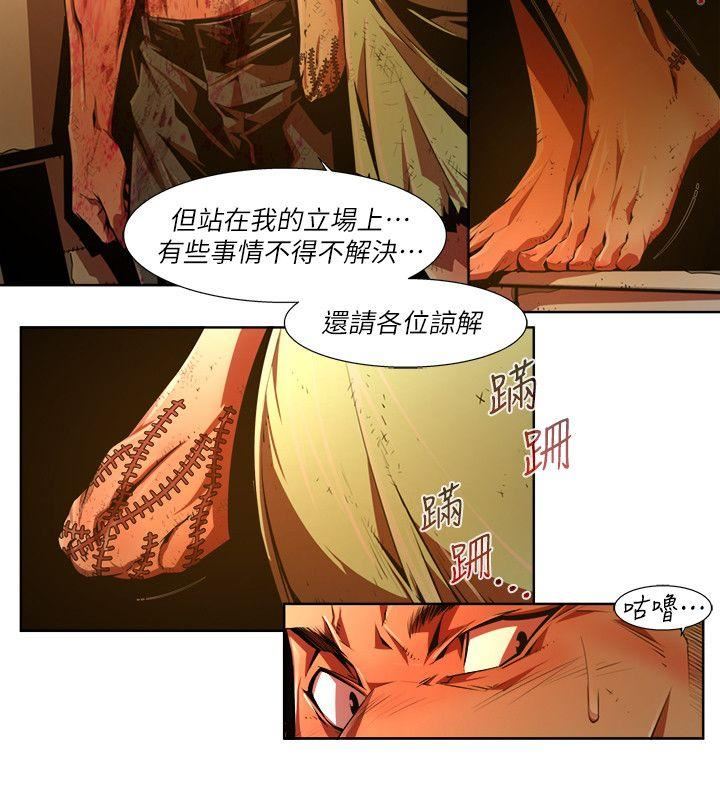 但站在我的立場上…
有些事情不得不解決…
還請各位諒解
蹣
跚
蹣
跚…
咕嚕…